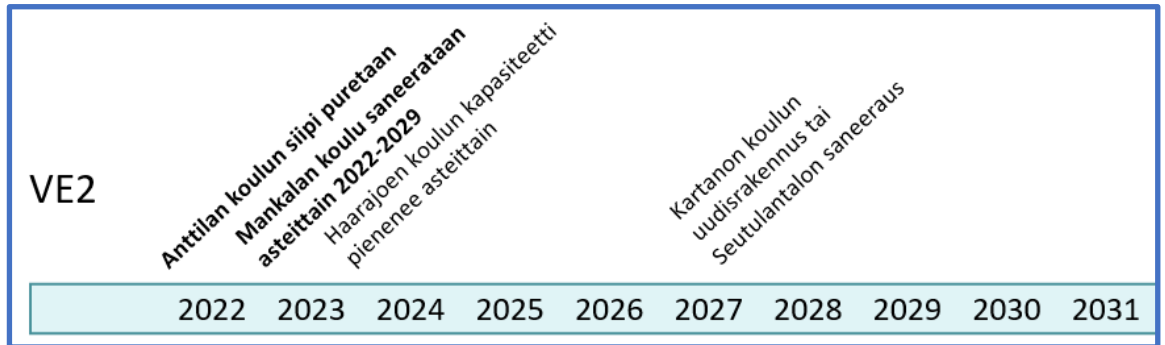 VE2
Anttilan koulun siipi puretaan
Mankalan koulu saneerataan
asteittain 2022-2029
Haarajoen koulun kapasiteetti
pienenee asteittain
Kartanon koulun
uudisrakennus tai
Seutulantalon saneeraus
2022 2023 2024 2025 2026 2027 2028 2029 2030 2031